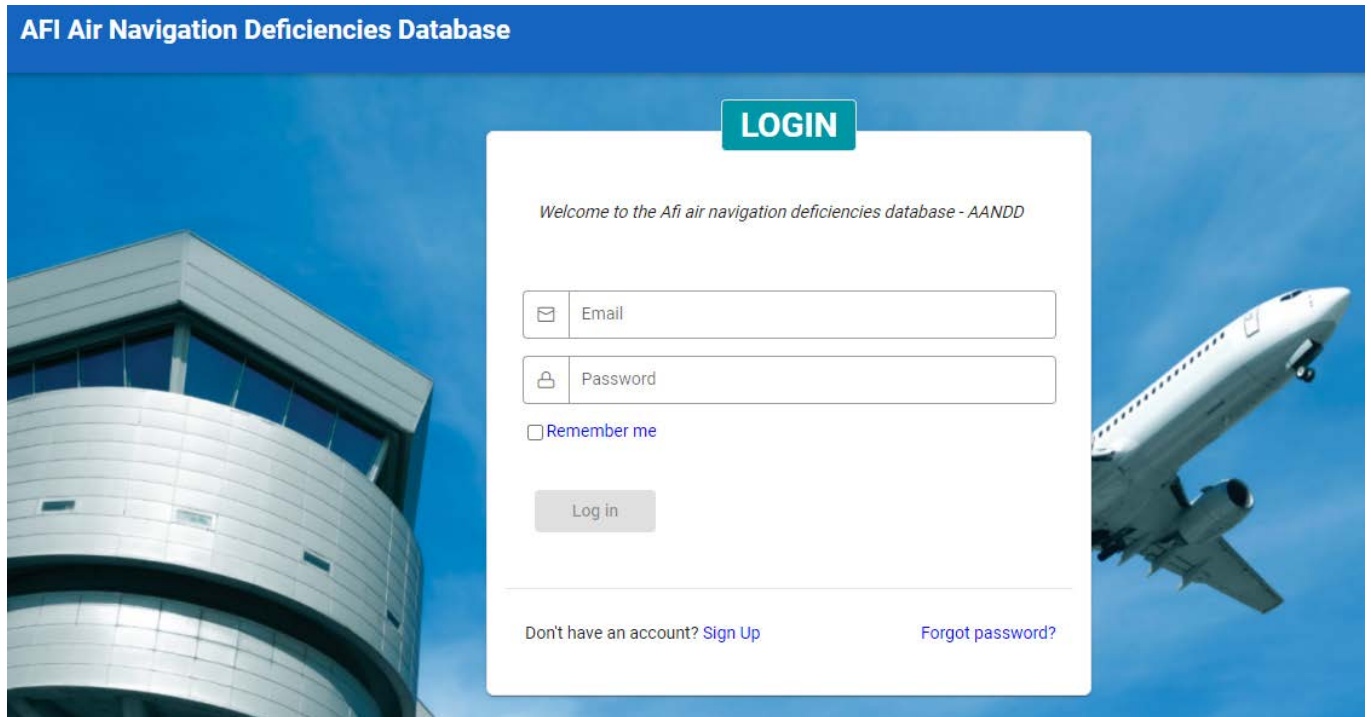 AFI Air Navigation Deficiencies Database
LOGIN
Welcome to the Afi air navigation deficiencies database - AANDD
Email
Password
Remember me
Log in
Don't have an account? Sign Up
Forgot password?